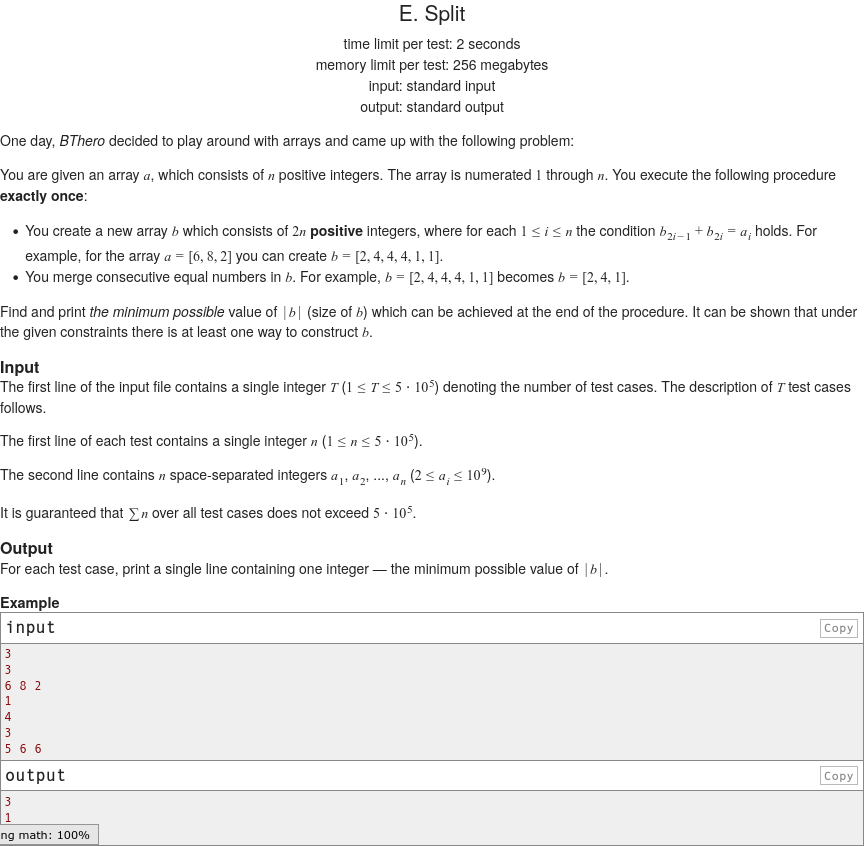 E. Split
time limit per test: 2 seconds
memory limit per test: 256 megabytes
input: standard input
output: standard output
One day, BThero decided to play around with arrays and came up with the following problem:
You are given an array a, which consists of n positive integers. The array is numerated 1 through n. You execute the following procedure
exactly once:
• You create a new array b which consists of 2n positive integers, where for each 1 ≤ i ≤ n the condition b_{2i−1} + b_{2i} = a_i holds. For
example, for the array a = [6, 8, 2] you can create b = [2, 4, 4, 4, 1, 1].
• You merge consecutive equal numbers in b. For example, b = [2, 4, 4, 4, 1, 1] becomes b = [2, 4, 1].
Find and print the minimum possible value of |b| (size of b) which can be achieved at the end of the procedure. It can be shown that under
the given constraints there is at least one way to construct b.
Input
The first line of the input file contains a single integer T (1 ≤ T ≤ 5 · 10^5) denoting the number of test cases. The description of T test cases
follows.
The first line of each test contains a single integer n (1 ≤ n ≤ 5 · 10^5).
The second line contains n space-separated integers a_1, a_2, ..., a_n (2 ≤ a_i ≤ 10^9).
It is guaranteed that ∑ n over all test cases does not exceed 5 · 10^5.
Output
For each test case, print a single line containing one integer — the minimum possible value of |b|.
Example
input Copy
3
3
6 8 2
1
4
3
5 6 6
output Copy
3
1
ng math: 100%